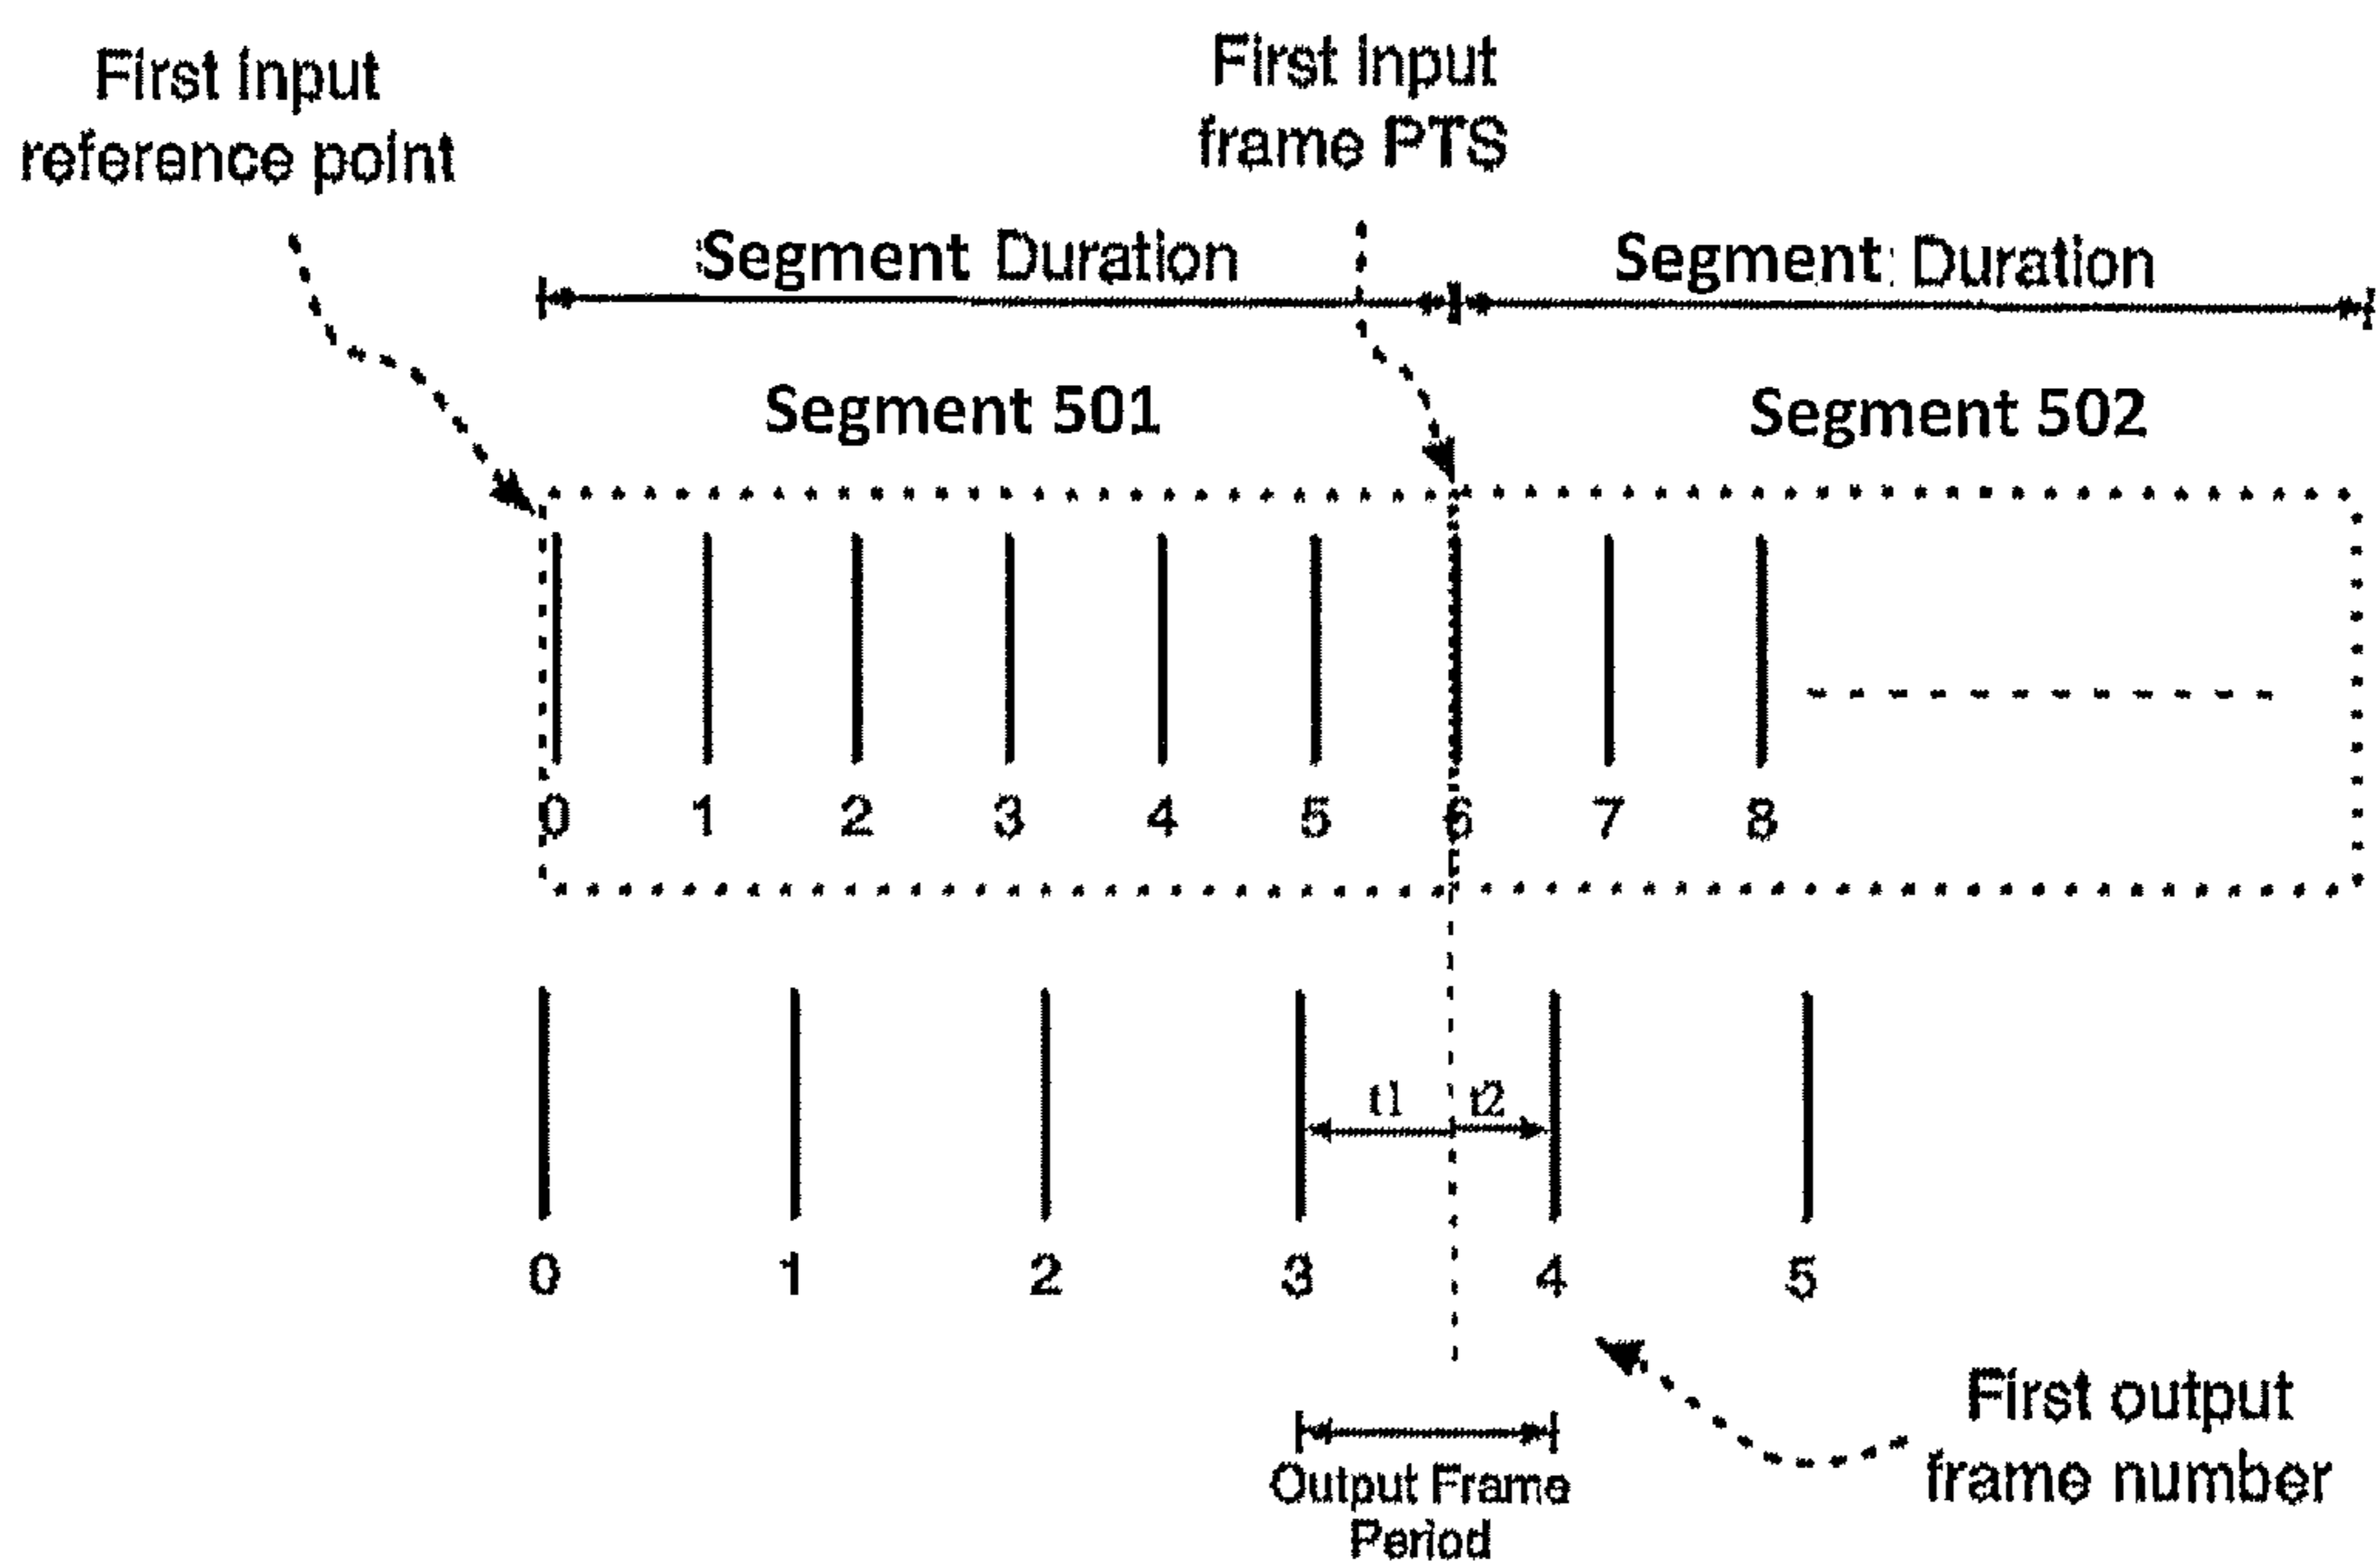 First input
reference point
First input
frame PTS
Segment Duration
Segment Duration
Segment 501
Segment 502
0 1 2 3 4 5 6 7 8
t1 t2
0 1 2 3 4 5
Output Frame
Period
First output
frame number